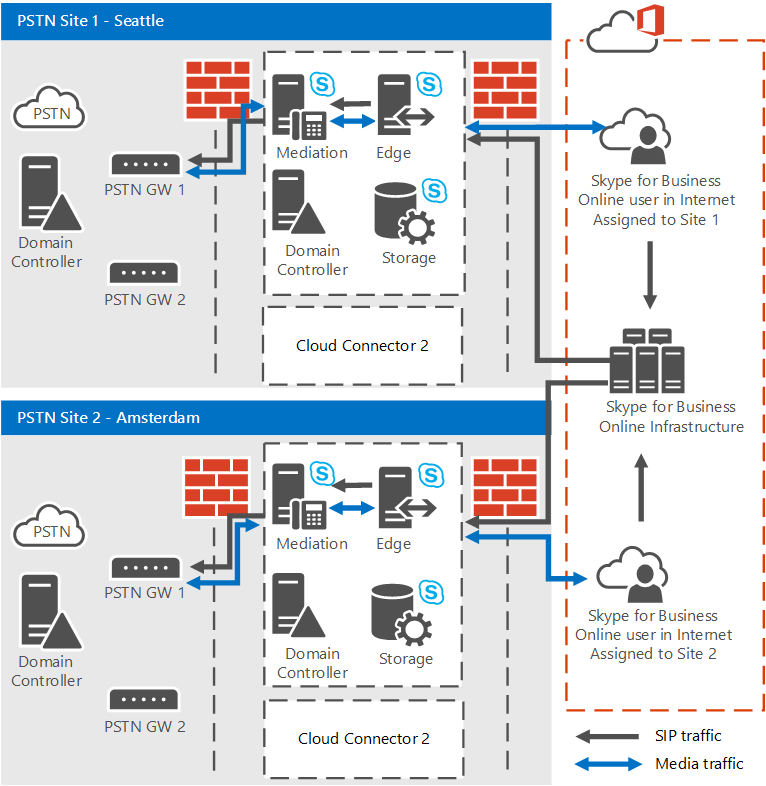 PSTN Site 1 - Seattle
PSTN
PSTN GW 1
Domain
Controller
PSTN GW 2
S
S
Mediation
Edge
S
Domain
Controller
Storage
Cloud Connector 2
Skype for Business
Online user in Internet
Assigned to Site 1
Skype for Business
Online Infrastructure
PSTN Site 2 - Amsterdam
PSTN
PSTN GW 1
Domain
Controller
PSTN GW 2
S
S
Mediation
Edge
S
Domain
Controller
Storage
Cloud Connector 2
Skype for Business
Online user in Internet
Assigned to Site 2
SIP traffic
Media traffic